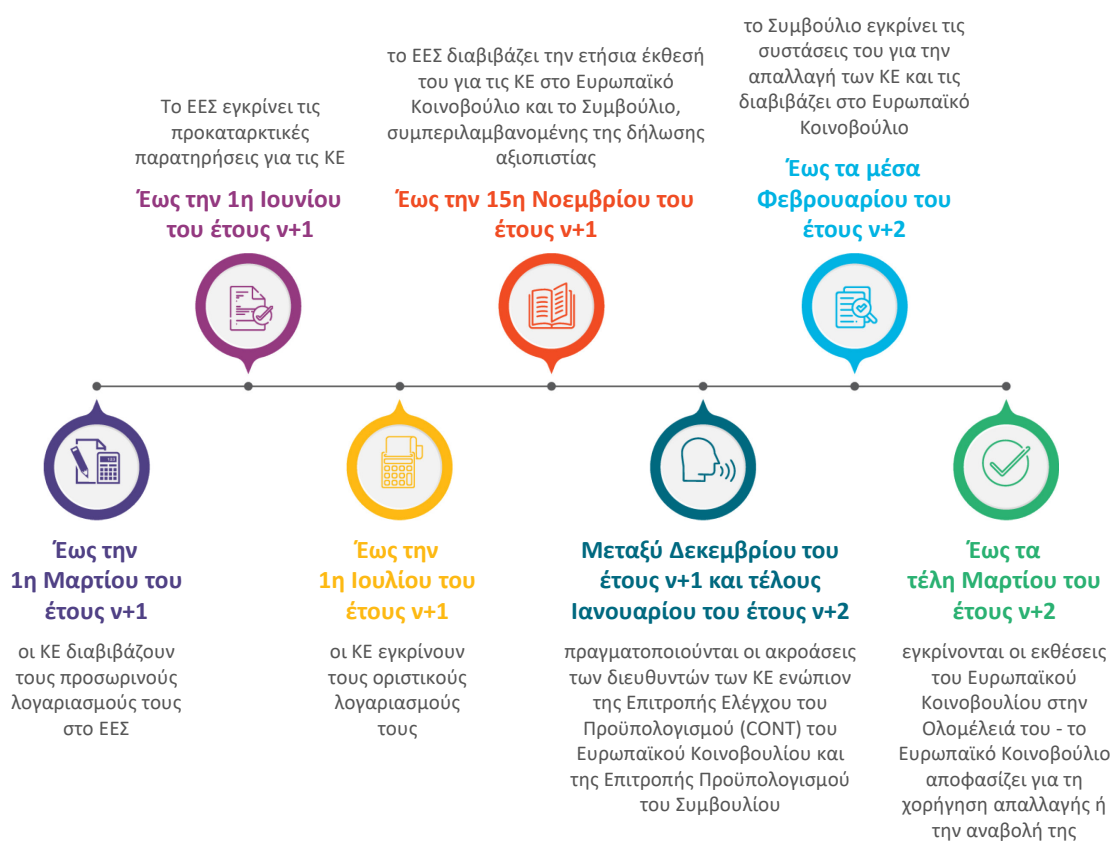 Το ΕΕΣ εγκρίνει τις
προκαταρκτικές
παρατηρήσεις για τις ΚΕ
Έως την 1η Ιουνίου
του έτους ν+1
το ΕΕΣ διαβιβάζει την ετήσια έκθεσή
του για τις ΚΕ στο Ευρωπαϊκό
Κοινοβούλιο και το Συμβούλιο,
συμπεριλαμβανομένης της δήλωσης
αξιοπιστίας
Έως την 15η Νοεμβρίου του
έτους ν+1
το Συμβούλιο εγκρίνει τις
συστάσεις του για την
απαλλαγή των ΚΕ και τις
διαβιβάζει στο Ευρωπαϊκό
Κοινοβούλιο
Έως τα μέσα
Φεβρουαρίου του
έτους ν+2
Έως την
1η Μαρτίου του
έτους ν+1
οι ΚΕ διαβιβάζουν
τους προσωρινούς
λογαριασμούς τους
στο ΕΕΣ
Έως την
1η Ιουλίου του
έτους ν+1
οι ΚΕ εγκρίνουν
τους οριστικούς
λογαριασμούς
τους
Μεταξύ Δεκεμβρίου του
έτους ν+1 και τέλους
Ιανουαρίου του έτους ν+2
πραγματοποιούνται οι ακροάσεις
των διευθυντών των ΚΕ ενώπιον
της Επιτροπής Ελέγχου του
Προϋπολογισμού (CONT) του
Ευρωπαϊκού Κοινοβουλίου και
της Επιτροπής Προϋπολογισμού
του Συμβουλίου
Έως τα
τέλη Μαρτίου του
έτους ν+2
εγκρίνονται οι εκθέσεις
του Ευρωπαϊκού
Κοινοβουλίου στην
Ολομέλειά του - το
Ευρωπαϊκό Κοινοβούλιο
αποφασίζει για τη
χορήγηση απαλλαγής ή
την αναβολή της